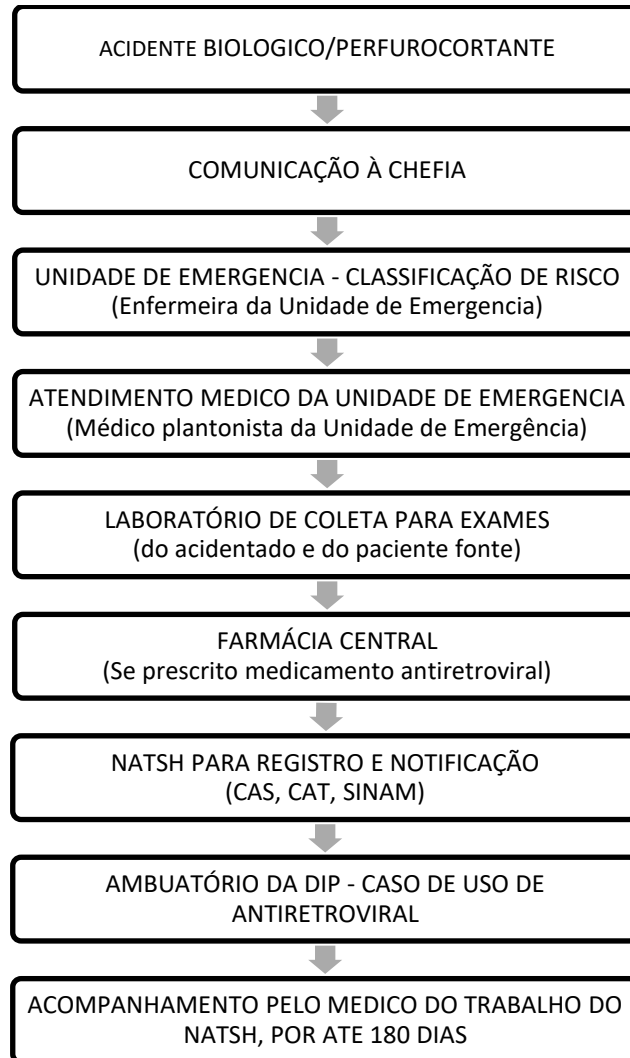 ACIDENTE BIOLOGICO/PERFUROCORTANTE
COMUNICAÇÃO À CHEFIA
UNIDADE DE EMERGENCIA - CLASSIFICAÇÃO DE RISCO
(Enfermeira da Unidade de Emergencia)
ATENDIMENTO MEDICO DA UNIDADE DE EMERGENCIA
(Médico plantonista da Unidade de Emergência)
LABORATÓRIO DE COLETA PARA EXAMES
(do acidentado e do paciente fonte)
FARMÁCIA CENTRAL
(Se prescrito medicamento antiretroviral)
NATSH PARA REGISTRO E NOTIFICAÇÃO
(CAS, CAT, SINAM)
AMBUATÓRIO DA DIP - CASO DE USO DE
ANTIRETROVIRAL
ACOMPANHAMENTO PELO MEDICO DO TRABALHO DO
NATSH, POR ATE 180 DIAS